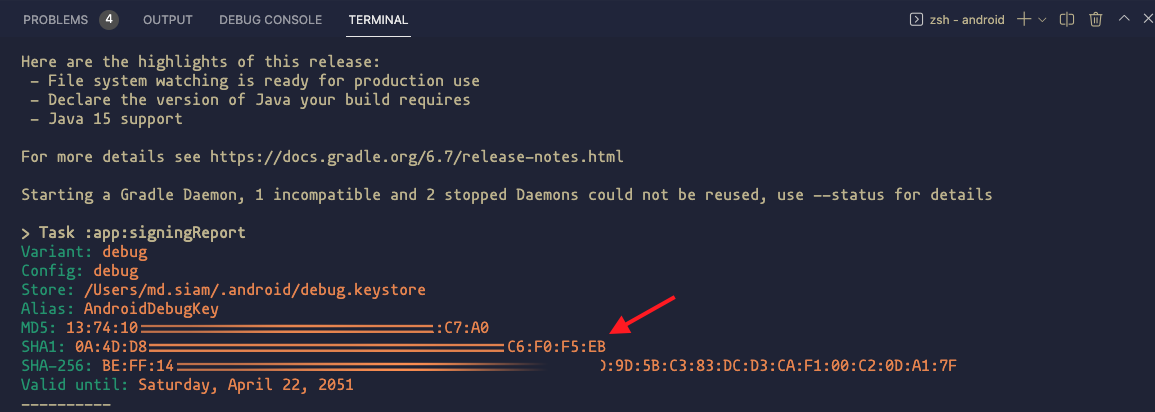 PROBLEMS 4 OUTPUT DEBUG CONSOLE TERMINAL zsh - android
Here are the highlights of this release:
- File system watching is ready for production use
- Declare the version of Java your build requires
- Java 15 support
For more details see https://docs.gradle.org/6.7/release-notes.html
Starting a Gradle Daemon, 1 incompatible and 2 stopped Daemons could not be reused, use --status for details
> Task :app:signingReport
Variant: debug
Config: debug
Store: /Users/md.siam/.android/debug.keystore
Alias: AndroidDebugKey
MD5: 13:74:10 :C7:A0
SHA1: 0A:4D:D8 C6:F0:F5:EB
SHA-256: BE:FF:14 :9D:5B:C3:83:DC:D3:CA:F1:00:C2:0D:A1:7F
Valid until: Saturday, April 22, 2051
----------